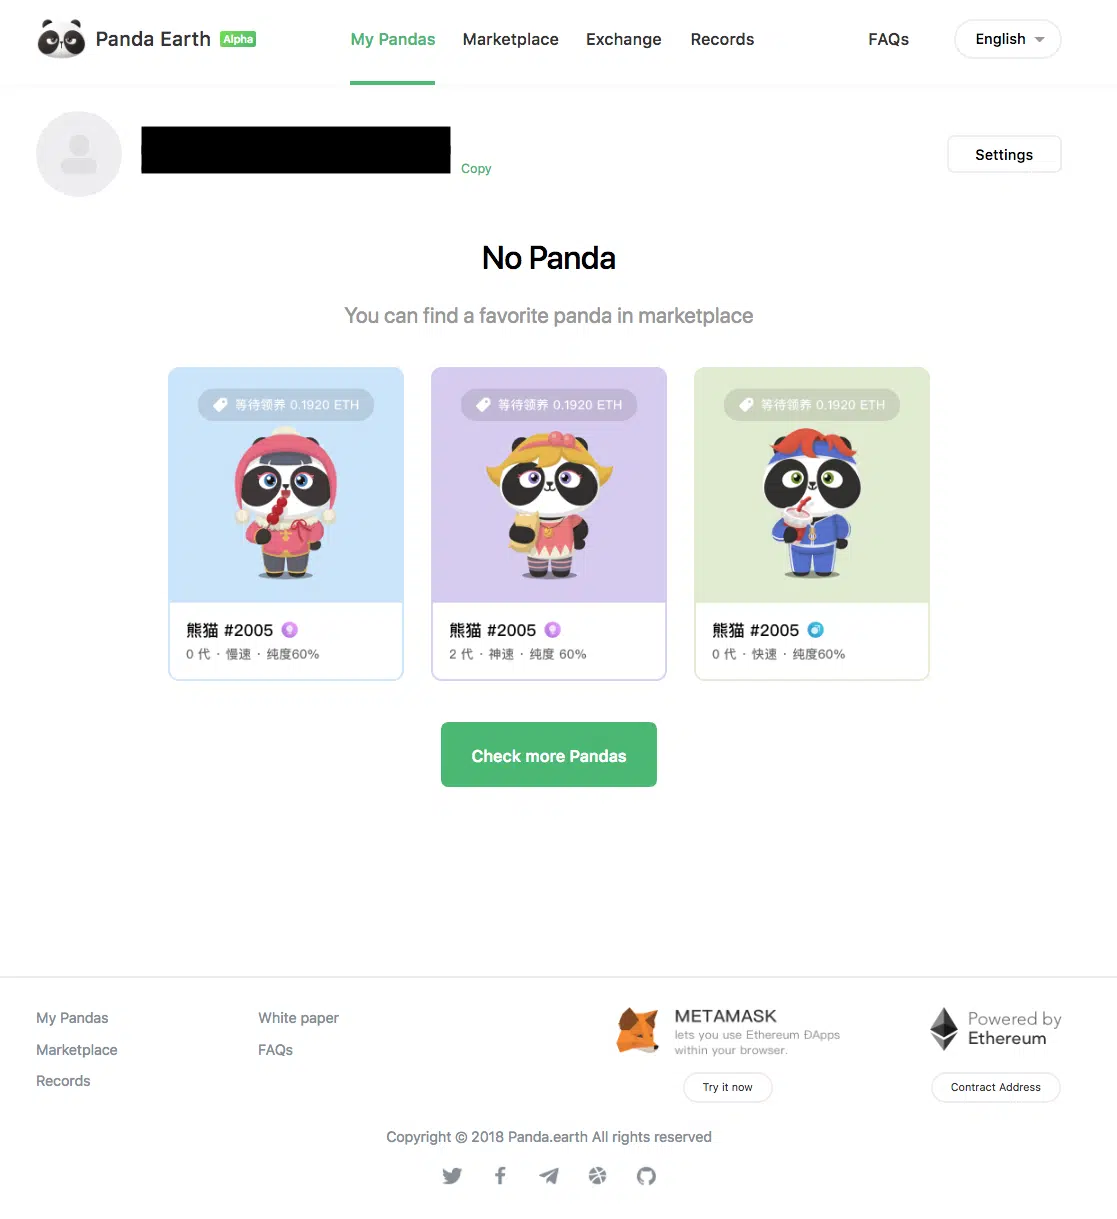 Panda Earth Alpha
My Pandas Marketplace Exchange Records FAQs English
Copy
Settings
No Panda
You can find a favorite panda in marketplace
等待领养 0.1920 ETH
等待领养 0.1920 ETH
等待领养 0.1920 ETH
熊猫 #2005
0 代 · 慢速 · 纯度60%
熊猫 #2005
2 代 · 神速 · 纯度 60%
熊猫 #2005
0 代 · 快速 · 纯度60%
Check more Pandas
My Pandas
Marketplace
Records
White paper
FAQs
METAMASK
lets you use Ethereum ÐApps
within your browser.
Try it now
Powered by
Ethereum
Contract Address
Copyright © 2018 Panda.earth All rights reserved